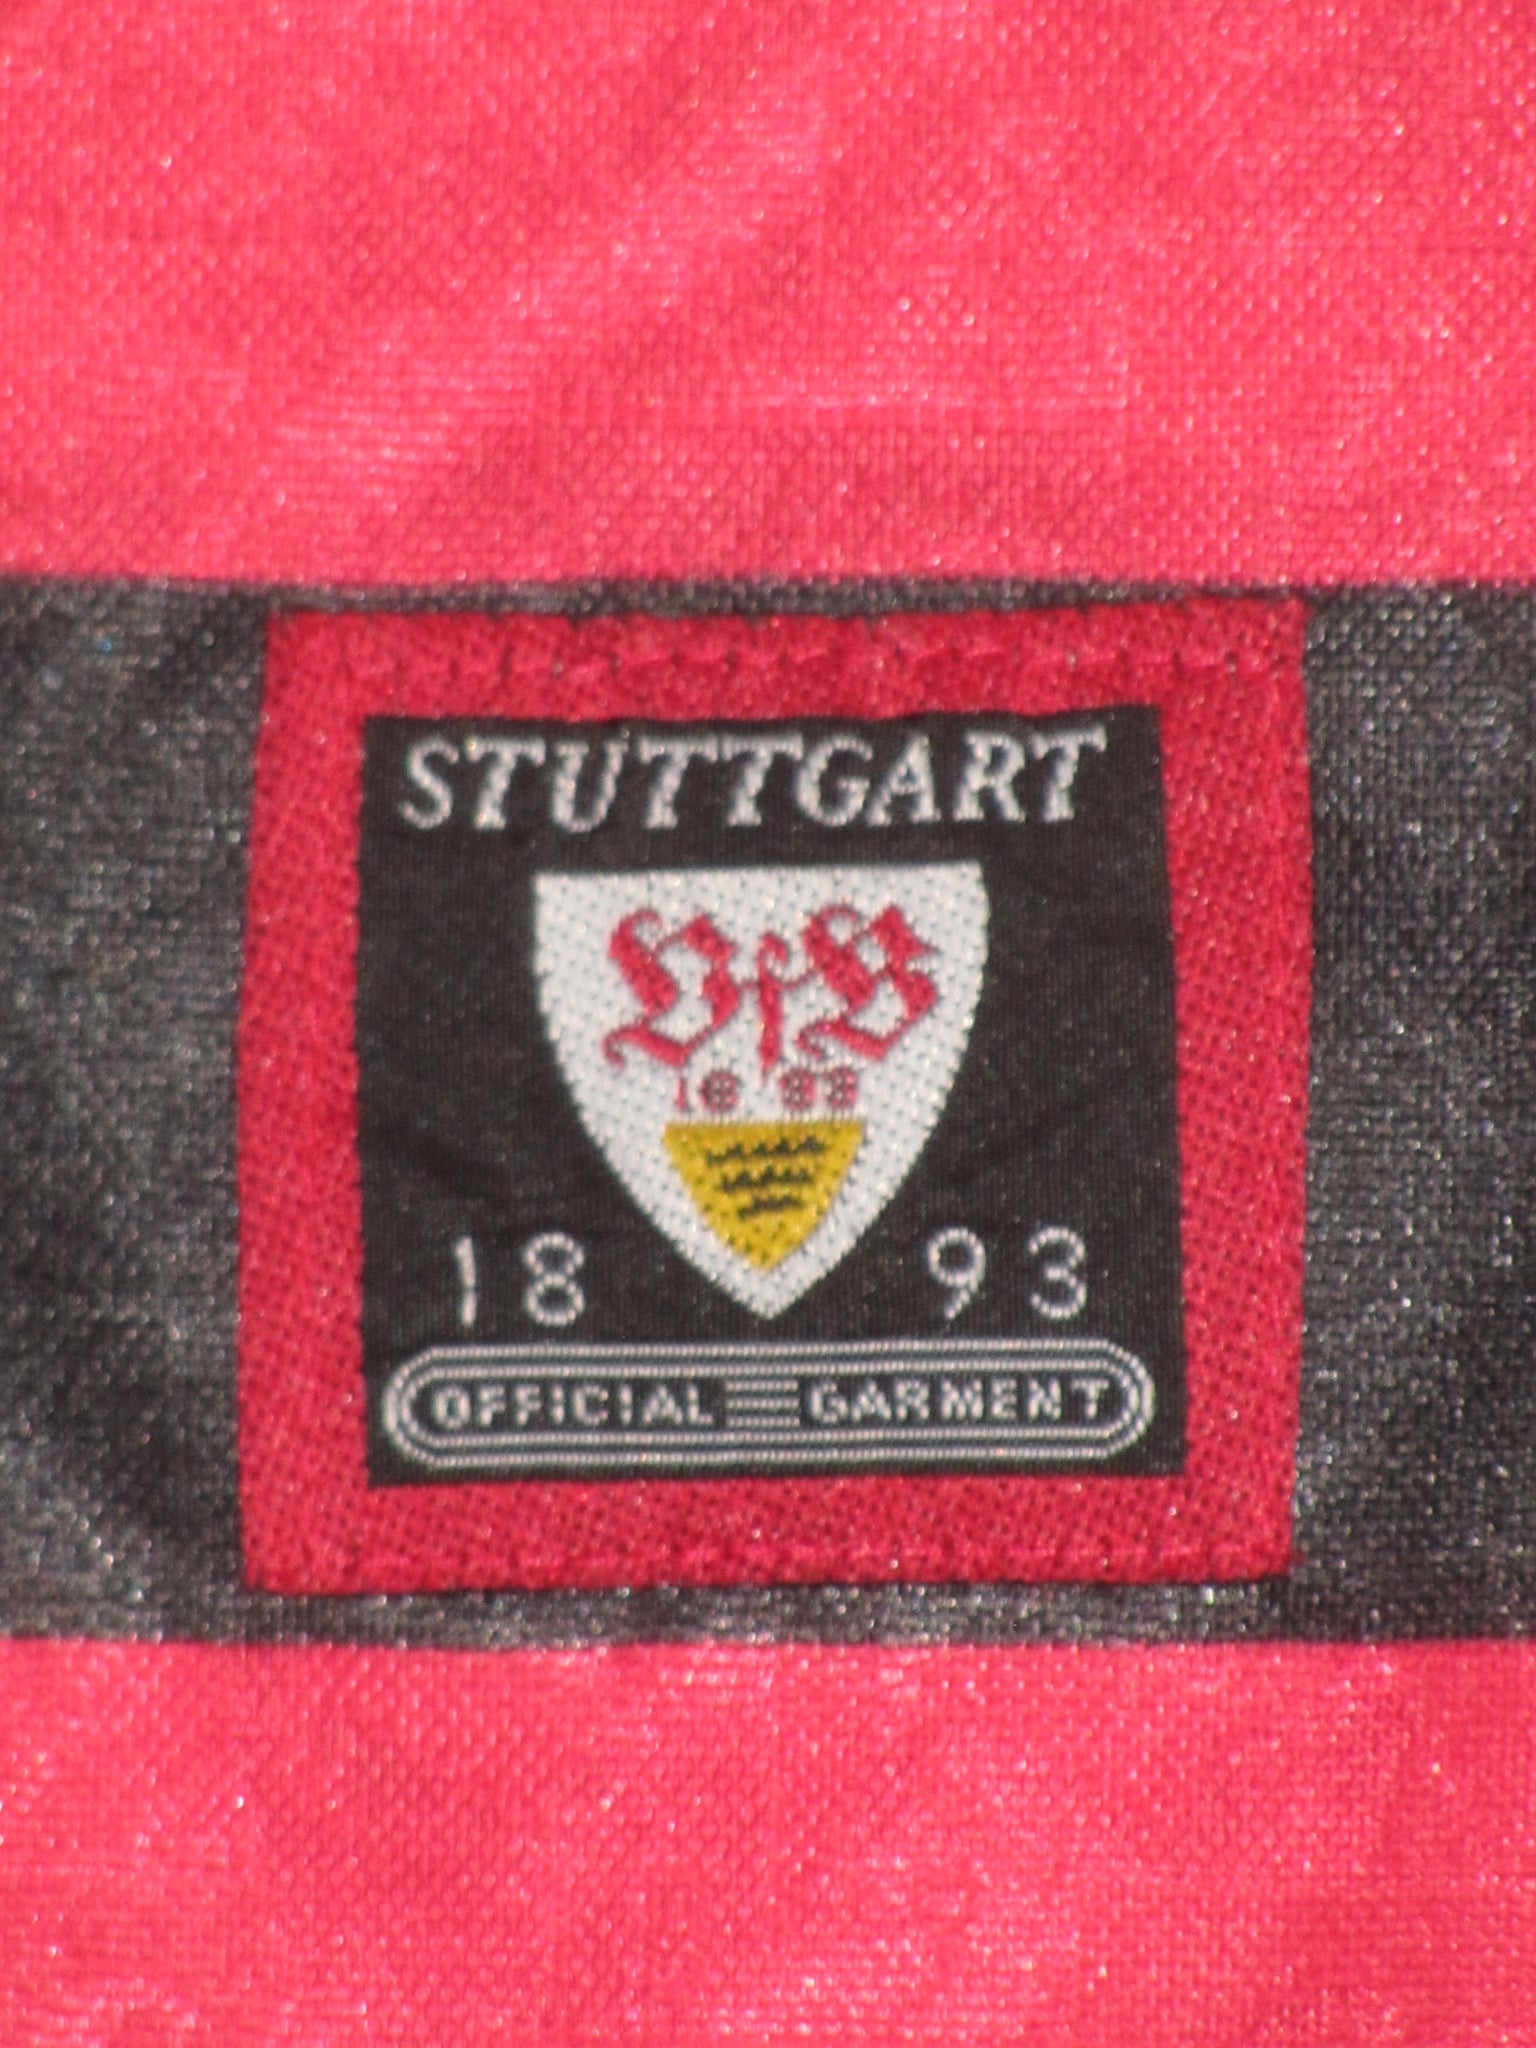 STUTTGART
VfB
1893
18 93
OFFICIAL GARMENT